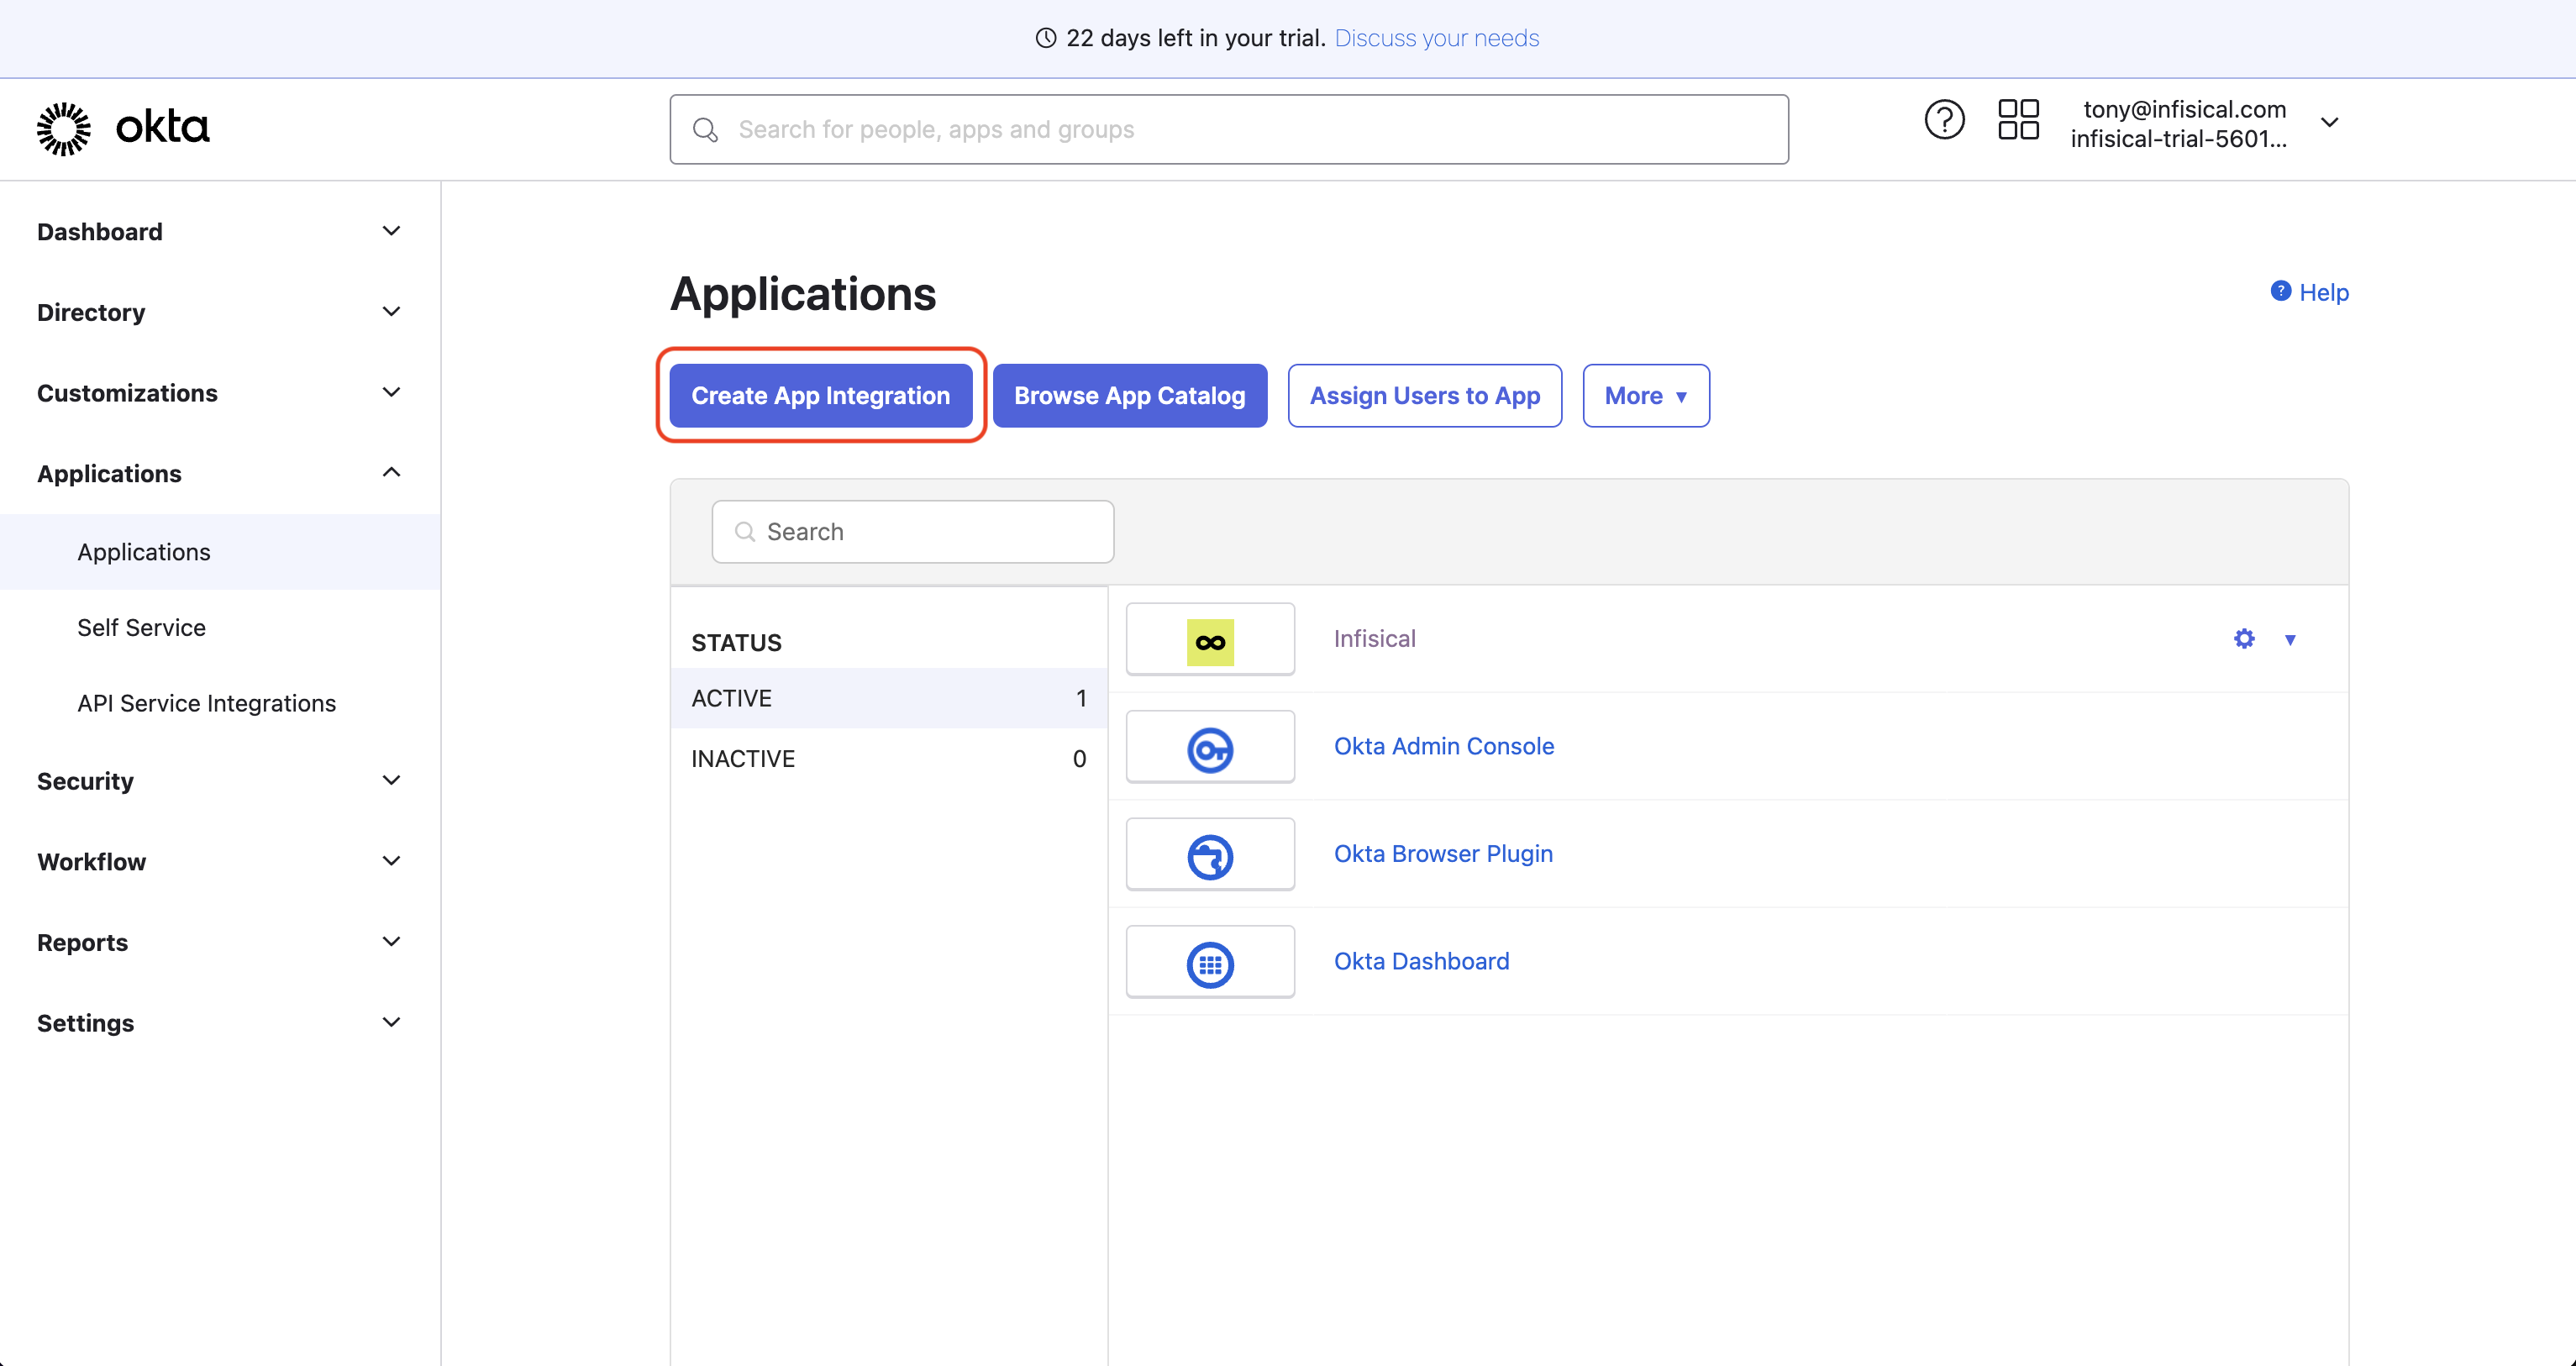 22 days left in your trial. Discuss your needs
okta
Search for people, apps and groups
tony@infisical.com
infisical-trial-5601...
Dashboard
Directory
Customizations
Applications
Applications
Self Service
API Service Integrations
Security
Workflow
Reports
Settings
Applications
Help
Create App Integration
Browse App Catalog
Assign Users to App
More
Search
STATUS
ACTIVE 1
INACTIVE 0
Infisical
Okta Admin Console
Okta Browser Plugin
Okta Dashboard